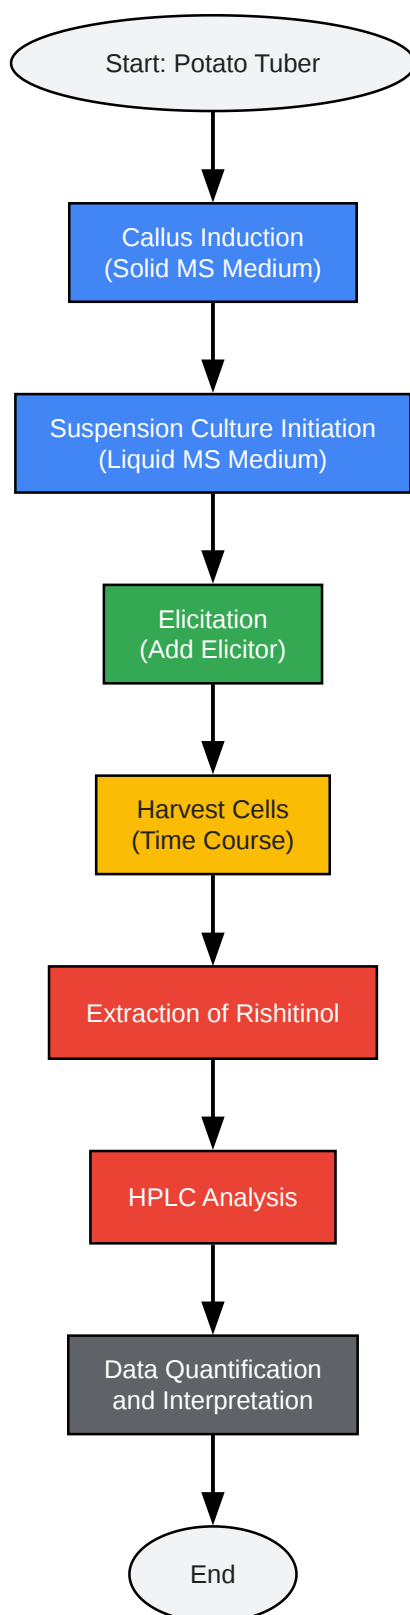 Start: Potato Tuber
Callus Induction
(Solid MS Medium)
Suspension Culture Initiation
(Liquid MS Medium)
Elicitation
(Add Elicitor)
Harvest Cells
(Time Course)
Extraction of Rishitinol
HPLC Analysis
Data Quantification
and Interpretation
End